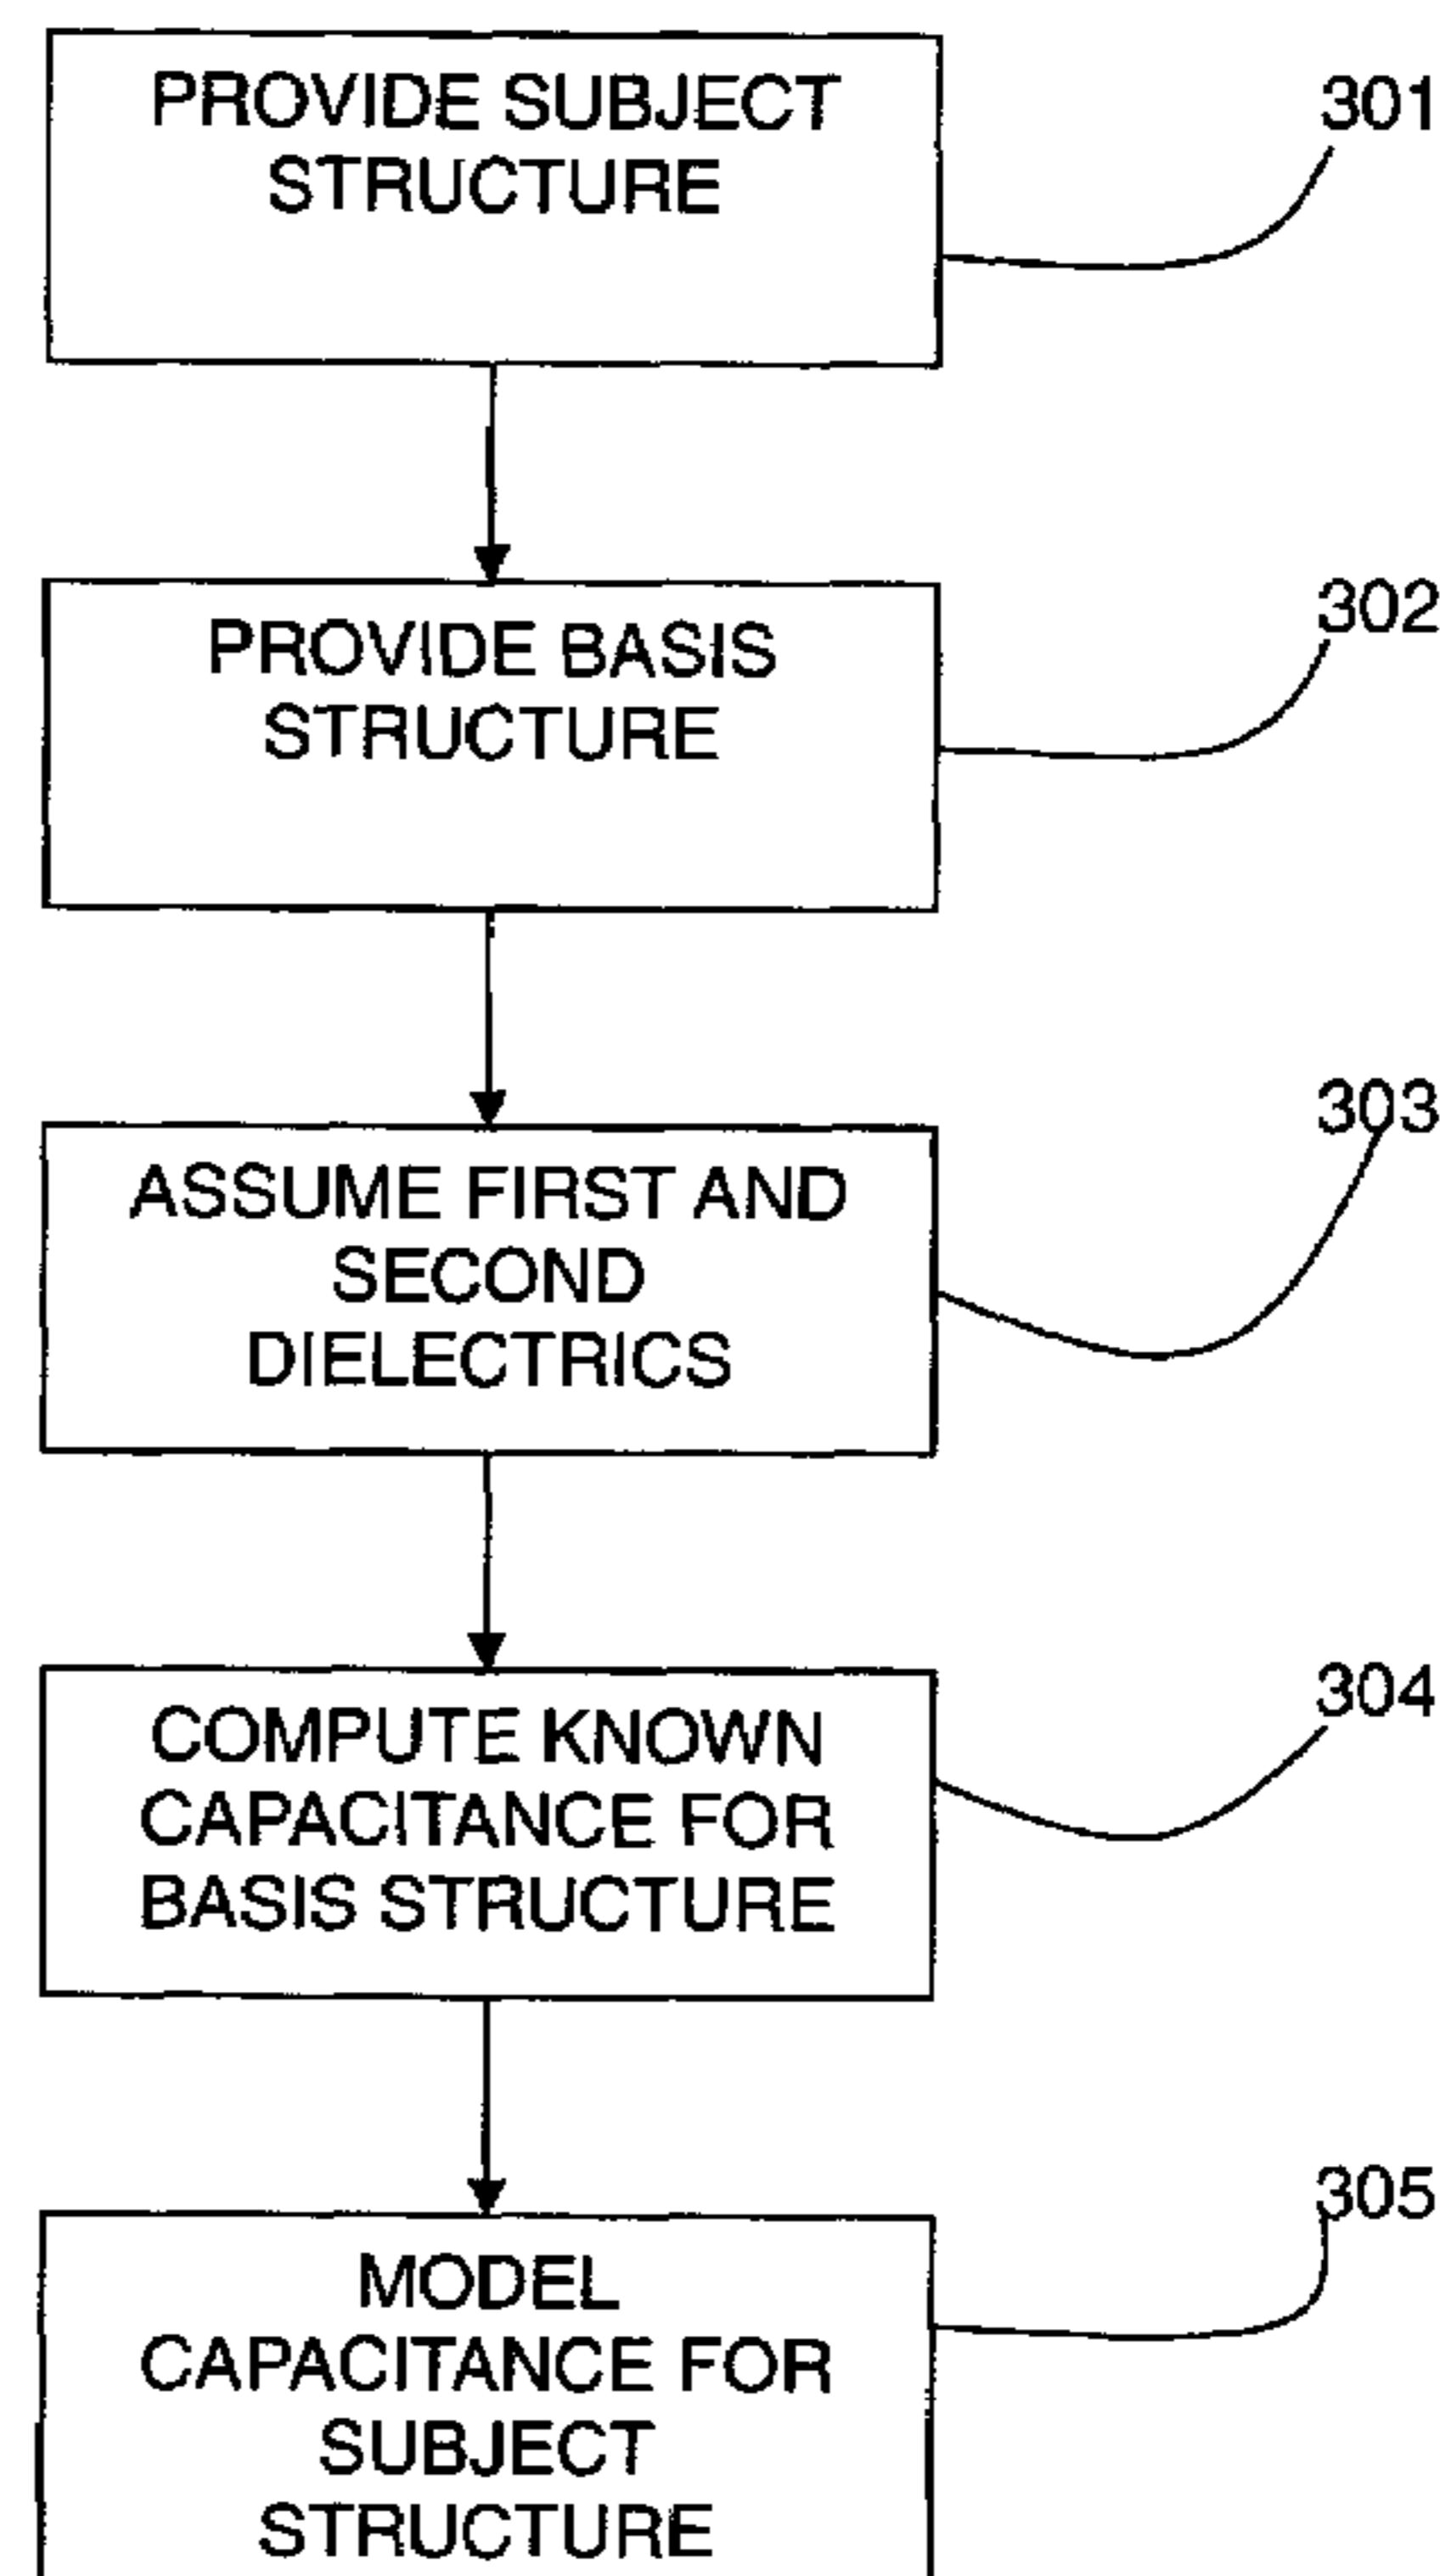 PROVIDE SUBJECT
STRUCTURE
301
PROVIDE BASIS
STRUCTURE
302
ASSUME FIRST AND
SECOND
DIELECTRICS
303
COMPUTE KNOWN
CAPACITANCE FOR
BASIS STRUCTURE
304
MODEL
CAPACITANCE FOR
SUBJECT
STRUCTURE
305